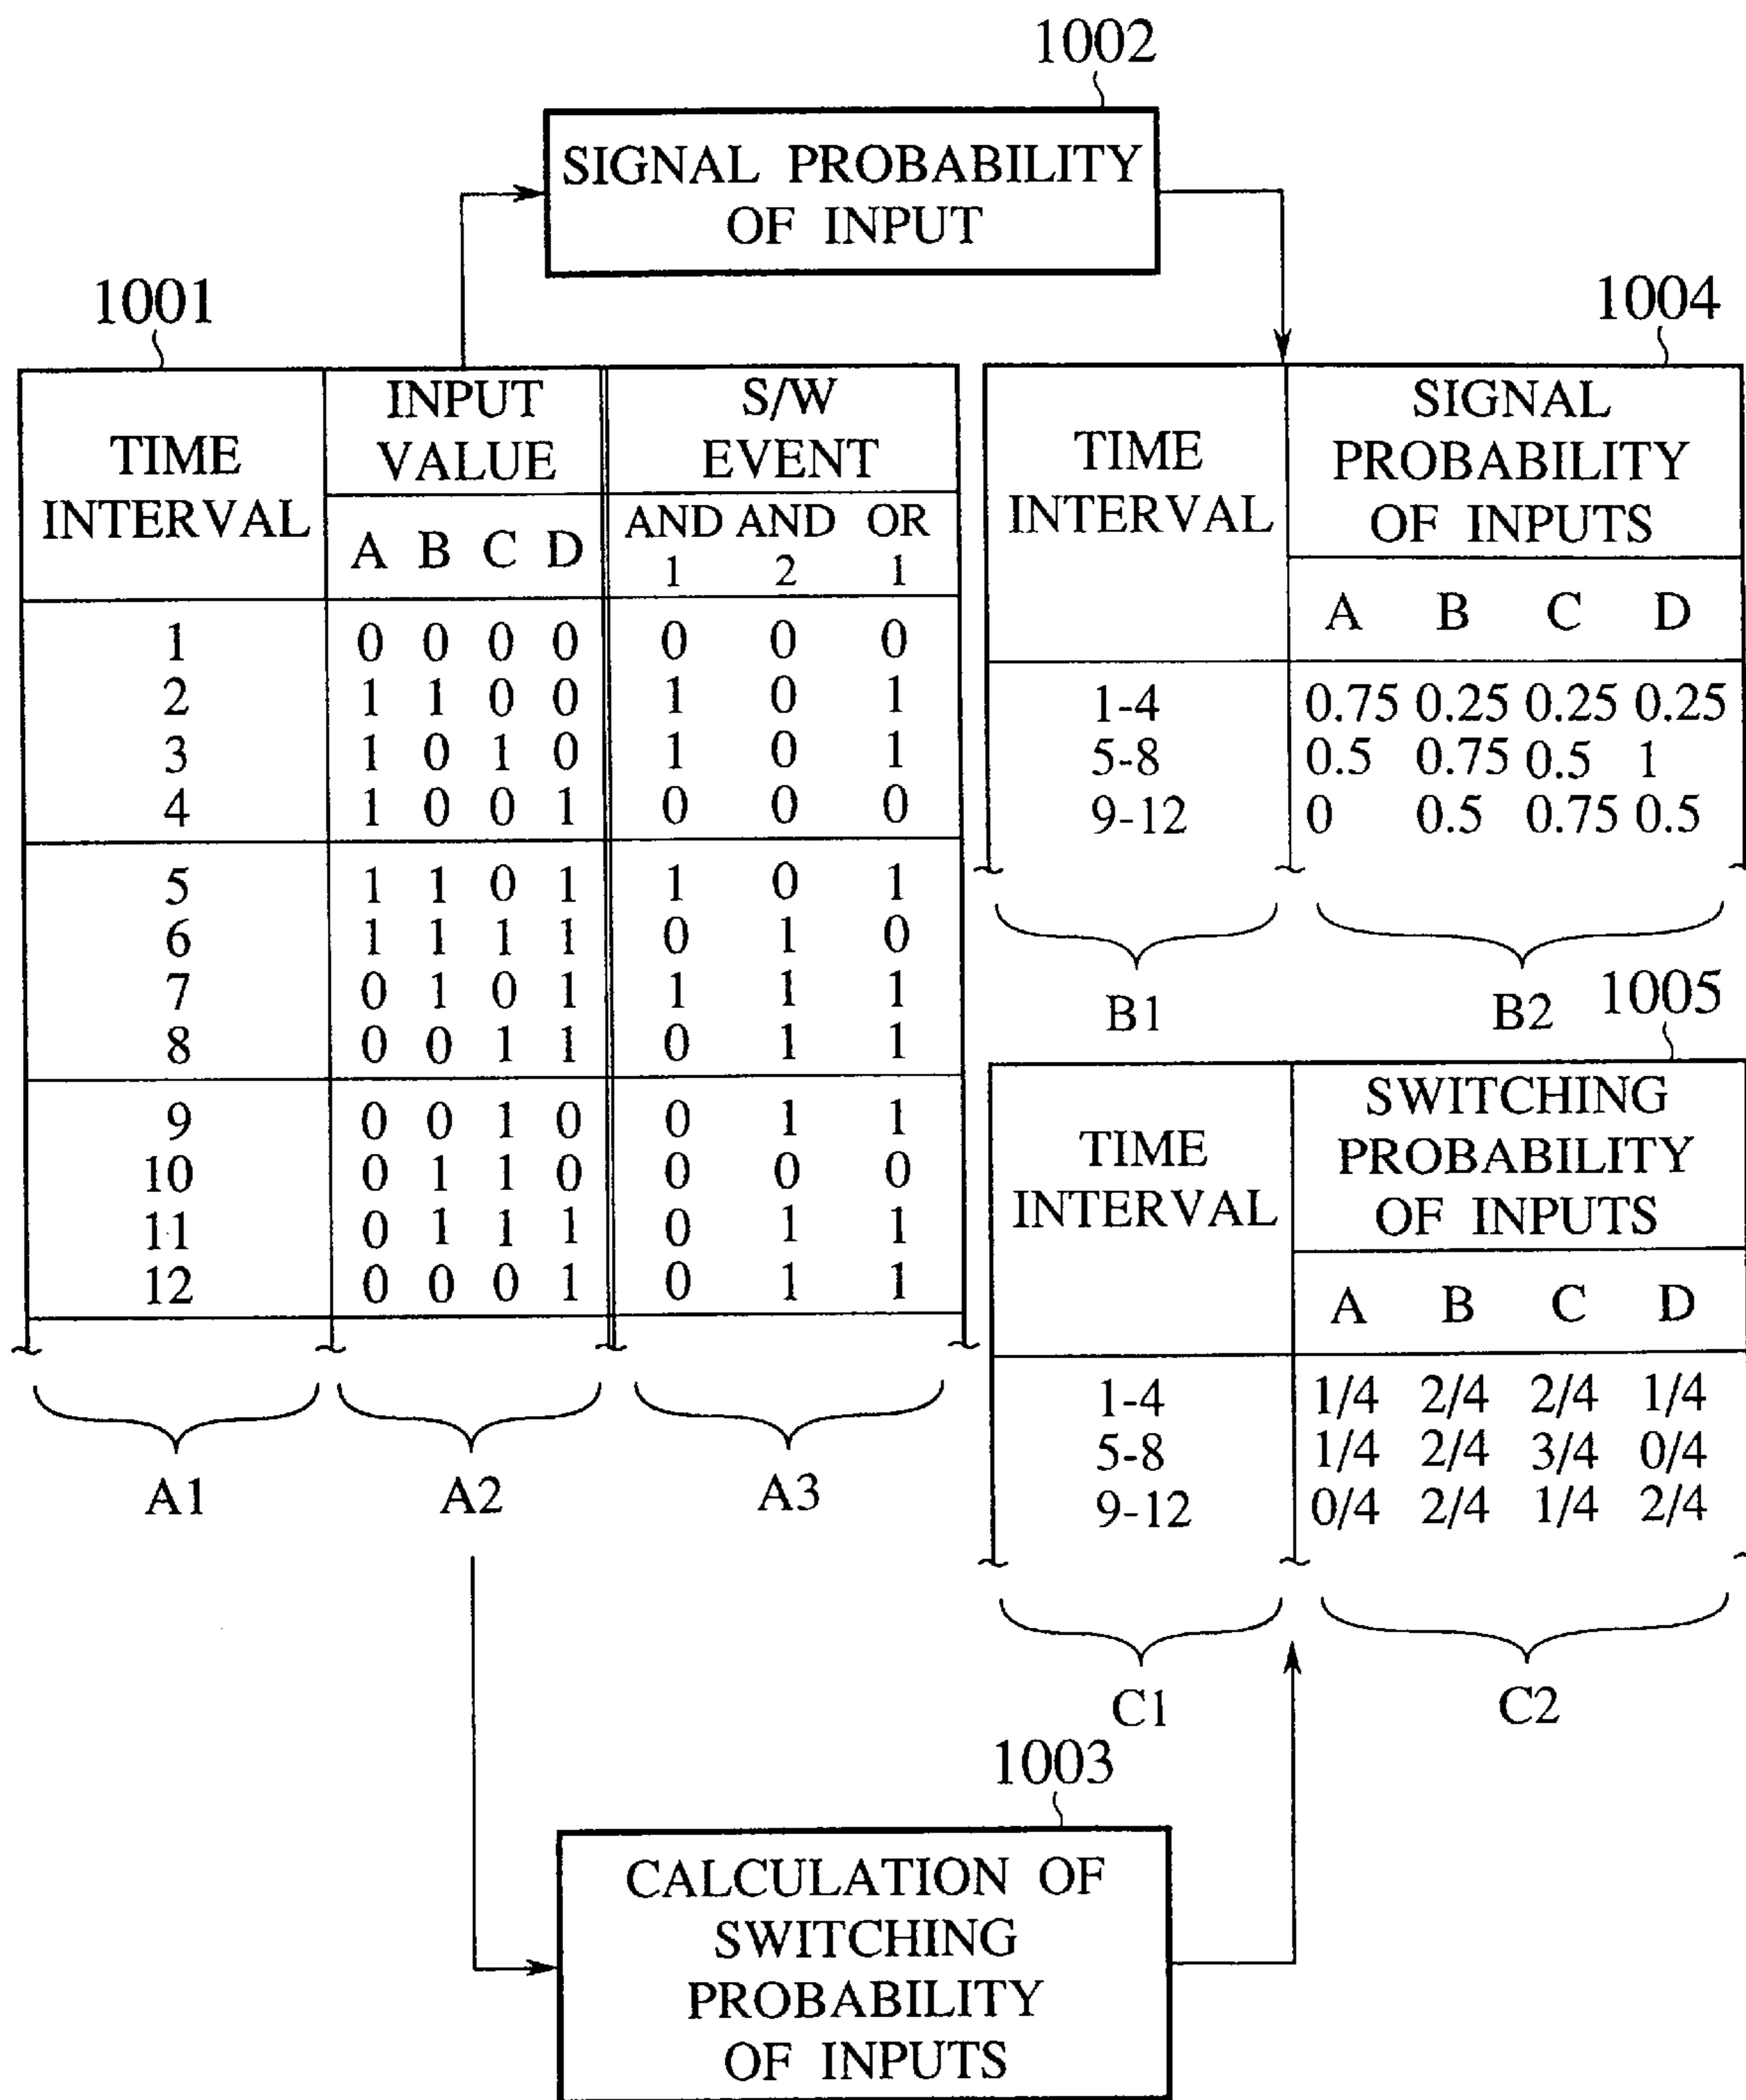 1002
SIGNAL PROBABILITY
OF INPUT
1001
TIME
INTERVAL
INPUT
VALUE
S/W
EVENT
A B C D
AND AND OR
1 2 1
1 0 0 0 0 0 0 0
2 1 1 0 0 1 0 1
3 1 0 1 0 1 0 1
4 1 0 0 1 0 0 0
5 1 1 0 1 1 0 1
6 1 1 1 1 0 1 0
7 0 1 0 1 1 1 1
8 0 0 1 1 0 1 1
9 0 0 1 0 0 1 1
10 0 1 1 0 0 0 0
11 0 1 1 1 0 1 1
12 0 0 0 1 0 1 1
A1 A2 A3
1004
TIME
INTERVAL
SIGNAL
PROBABILITY
OF INPUTS
A B C D
1-4 0.75 0.25 0.25 0.25
5-8 0.5 0.75 0.5 1
9-12 0 0.5 0.75 0.5
B1 B2
1005
TIME
INTERVAL
SWITCHING
PROBABILITY
OF INPUTS
A B C D
1-4 1/4 2/4 2/4 1/4
5-8 1/4 2/4 3/4 0/4
9-12 0/4 2/4 1/4 2/4
C1 C2
1003
CALCULATION OF
SWITCHING
PROBABILITY
OF INPUTS